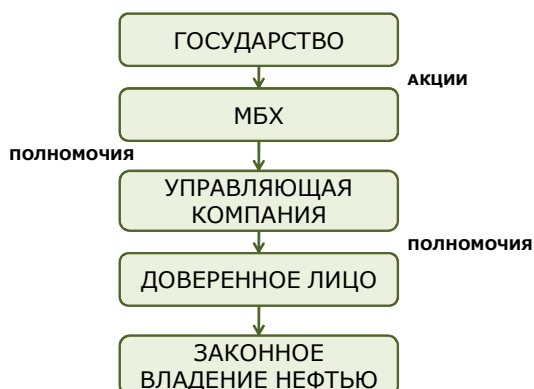 ГОСУДАРСТВО
АКЦИИ
МБХ
ПОЛНОМОЧИЯ
УПРАВЛЯЮЩАЯ
КОМПАНИЯ
ПОЛНОМОЧИЯ
ДОВЕРЕННОЕ ЛИЦО
ЗАКОННОЕ
ВЛАДЕНИЕ НЕФТЬЮ